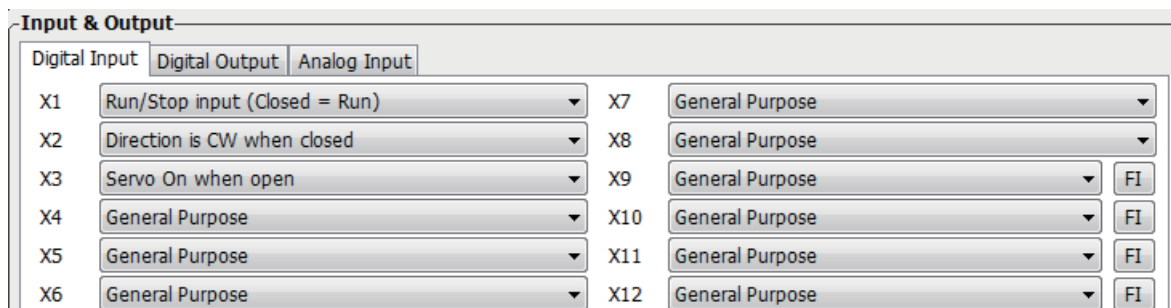 Input & Output
Digital Input Digital Output Analog Input
X1 Run/Stop input (Closed = Run) X7 General Purpose
X2 Direction is CW when closed X8 General Purpose
X3 Servo On when open X9 General Purpose FI
X4 General Purpose X10 General Purpose FI
X5 General Purpose X11 General Purpose FI
X6 General Purpose X12 General Purpose FI